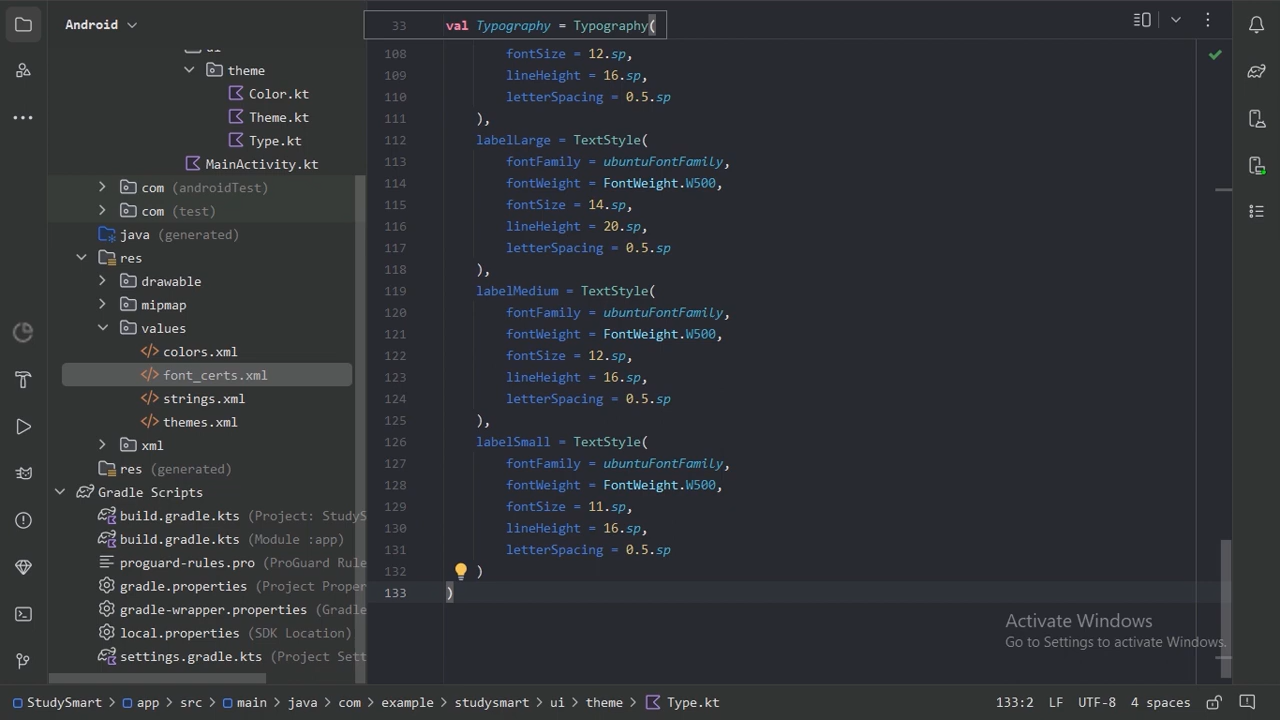 Android
ui
theme
Color.kt
Theme.kt
Type.kt
MainActivity.kt
com (androidTest)
com (test)
java (generated)
res
drawable
mipmap
values
colors.xml
font_certs.xml
strings.xml
themes.xml
xml
res (generated)
Gradle Scripts
build.gradle.kts (Project: StudyS
build.gradle.kts (Module :app)
proguard-rules.pro (ProGuard Rule
gradle.properties (Project Proper
gradle-wrapper.properties (Gradle
local.properties (SDK Location)
settings.gradle.kts (Project Sett
33 val Typography = Typography(
108 fontSize = 12.sp,
109 lineHeight = 16.sp,
110 letterSpacing = 0.5.sp
111 ),
112 labelLarge = TextStyle(
113 fontFamily = ubuntuFontFamily,
114 fontWeight = FontWeight.W500,
115 fontSize = 14.sp,
116 lineHeight = 20.sp,
117 letterSpacing = 0.5.sp
118 ),
119 labelMedium = TextStyle(
120 fontFamily = ubuntuFontFamily,
121 fontWeight = FontWeight.W500,
122 fontSize = 12.sp,
123 lineHeight = 16.sp,
124 letterSpacing = 0.5.sp
125 ),
126 labelSmall = TextStyle(
127 fontFamily = ubuntuFontFamily,
128 fontWeight = FontWeight.W500,
129 fontSize = 11.sp,
130 lineHeight = 16.sp,
131 letterSpacing = 0.5.sp
132 )
133 )
Activate Windows
Go to Settings to activate Windows.
StudySmart > app > src > main > java > com > example > studysmart > ui > theme > Type.kt
133:2 LF UTF-8 4 spaces